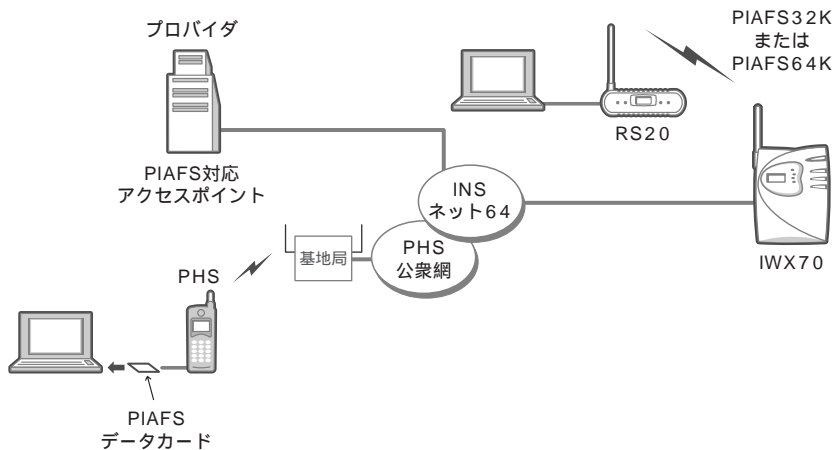 プロバイダ
PIAFS対応
アクセスポイント
PIAFS32K
または
PIAFS64K
RS20
INS
ネット64
IWX70
PHS
公衆網
基地局
PHS
PIAFS
データカード